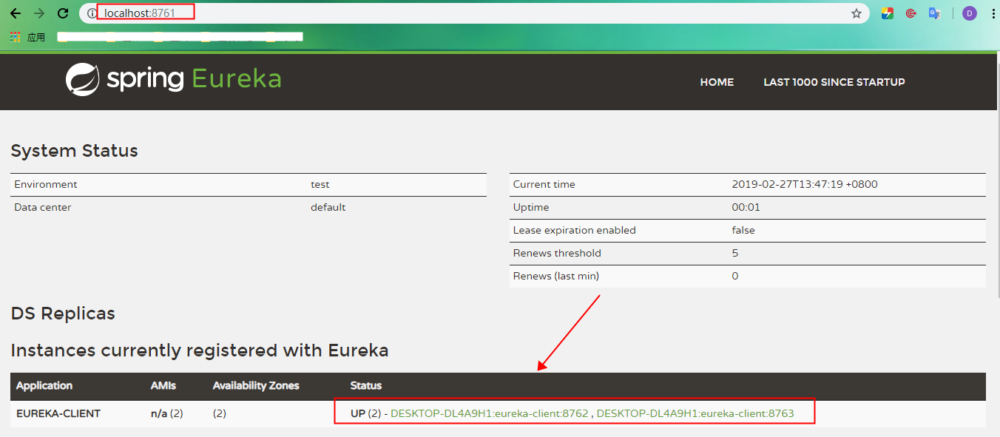 localhost:8761
D
应用
spring Eureka
HOME LAST 1000 SINCE STARTUP
System Status
Environment test
Data center default
Current time 2019-02-27T13:47:19 +0800
Uptime 00:01
Lease expiration enabled false
Renews threshold 5
Renews (last min) 0
DS Replicas
Instances currently registered with Eureka
Application AMIs Availability Zones Status
EUREKA-CLIENT n/a (2) (2) UP (2) - DESKTOP-DL4A9H1:eureka-client:8762 , DESKTOP-DL4A9H1:eureka-client:8763